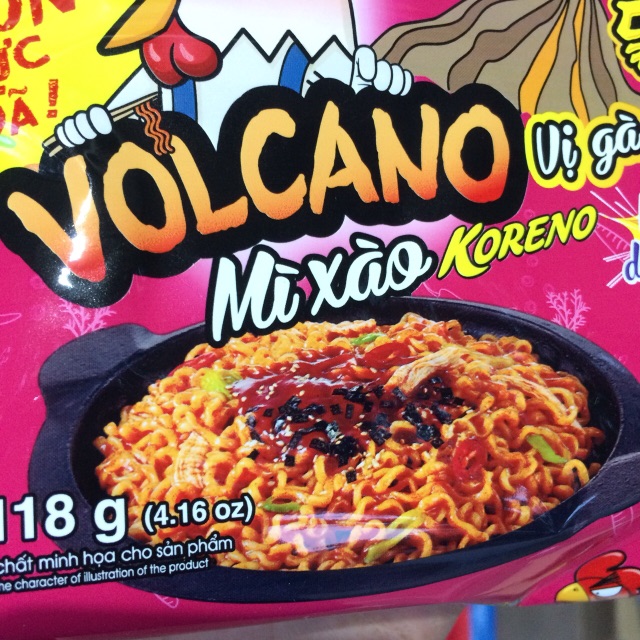 VOLCANO
Vị gà
Mì xào KORENO
118 g (4.16 oz)
chất minh họa cho sản phẩm
character of illustration of the product